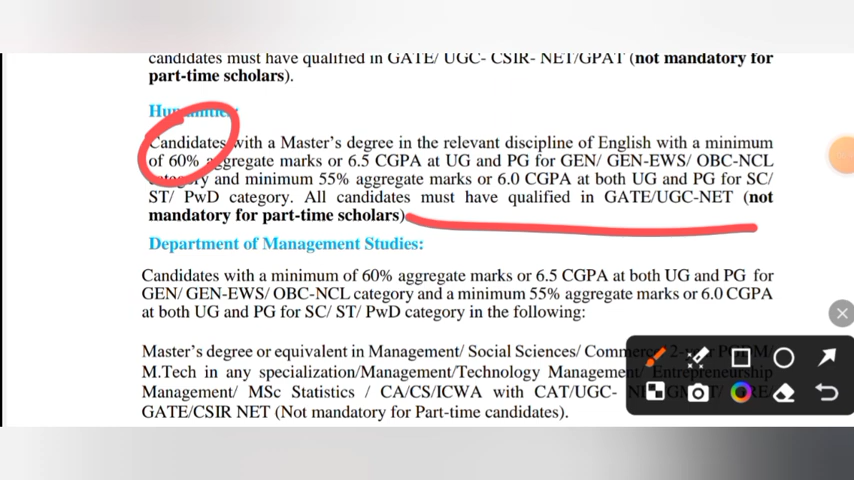 candidates must have qualified in GATE/ UGC- CSIR- NET/GPAT (not mandatory for
part-time scholars).
Humanities:
Candidates with a Master's degree in the relevant discipline of English with a minimum
of 60% aggregate marks or 6.5 CGPA at UG and PG for GEN/ GEN-EWS/ OBC-NCL
category and minimum 55% aggregate marks or 6.0 CGPA at both UG and PG for SC/
ST/ PwD category. All candidates must have qualified in GATE/UGC-NET (not
mandatory for part-time scholars)
Department of Management Studies:
Candidates with a minimum of 60% aggregate marks or 6.5 CGPA at both UG and PG for
GEN/ GEN-EWS/ OBC-NCL category and a minimum 55% aggregate marks or 6.0 CGPA
at both UG and PG for SC/ ST/ PwD category in the following:
Master's degree or equivalent in Management/ Social Sciences/ Commerce/ 2-year PGDM/
M.Tech in any specialization/Management/Technology Management/ Entrepreneurship
Management/ MSc Statistics / CA/CS/ICWA with CAT/UGC-
GATE/CSIR NET (Not mandatory for Part-time candidates).